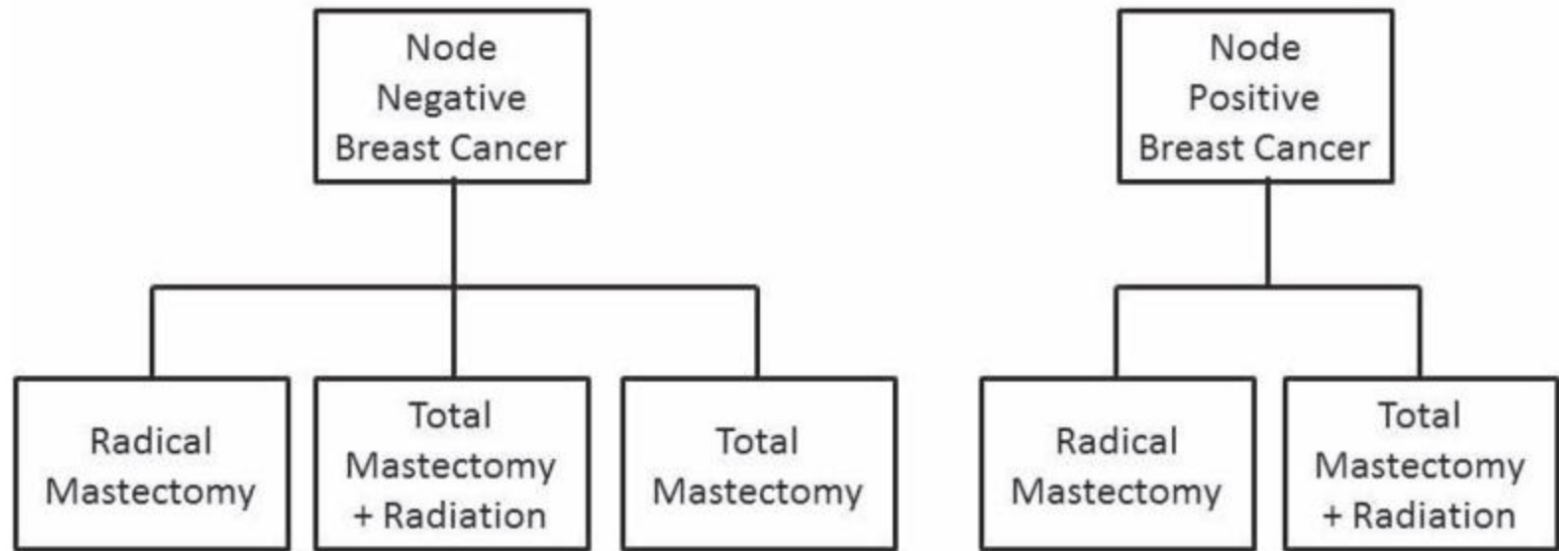 Node
Negative
Breast Cancer
Node
Positive
Breast Cancer
Radical
Mastectomy
Total
Mastectomy
+ Radiation
Total
Mastectomy
Radical
Mastectomy
Total
Mastectomy
+ Radiation